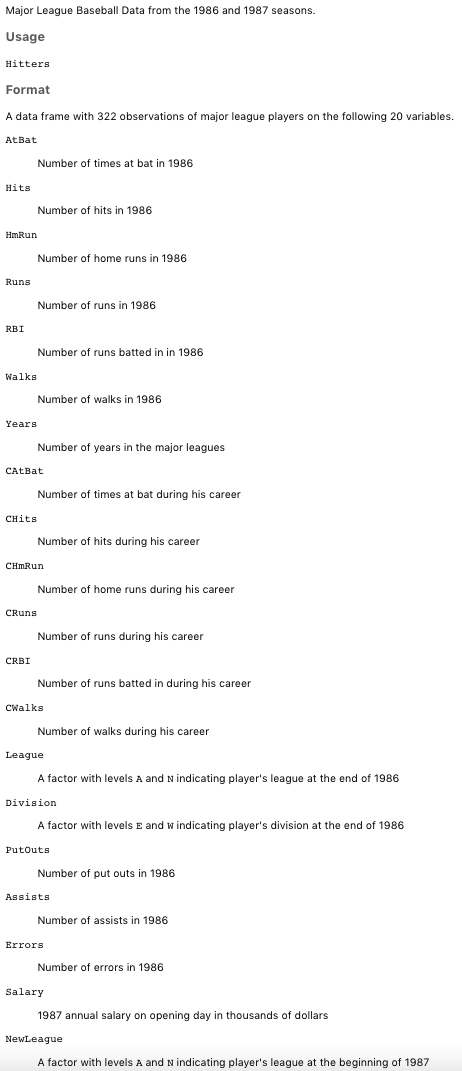 Major League Baseball Data from the 1986 and 1987 seasons.
Usage
Hitters
Format
A data frame with 322 observations of major league players on the following 20 variables.
AtBat
Number of times at bat in 1986
Hits
Number of hits in 1986
HmRun
Number of home runs in 1986
Runs
Number of runs in 1986
RBI
Number of runs batted in in 1986
Walks
Number of walks in 1986
Years
Number of years in the major leagues
CAtBat
Number of times at bat during his career
CHits
Number of hits during his career
CHmRun
Number of home runs during his career
CRuns
Number of runs during his career
CRBI
Number of runs batted in during his career
CWalks
Number of walks during his career
League
A factor with levels A and N indicating player's league at the end of 1986
Division
A factor with levels E and W indicating player's division at the end of 1986
PutOuts
Number of put outs in 1986
Assists
Number of assists in 1986
Errors
Number of errors in 1986
Salary
1987 annual salary on opening day in thousands of dollars
NewLeague
A factor with levels A and N indicating player's league at the beginning of 1987